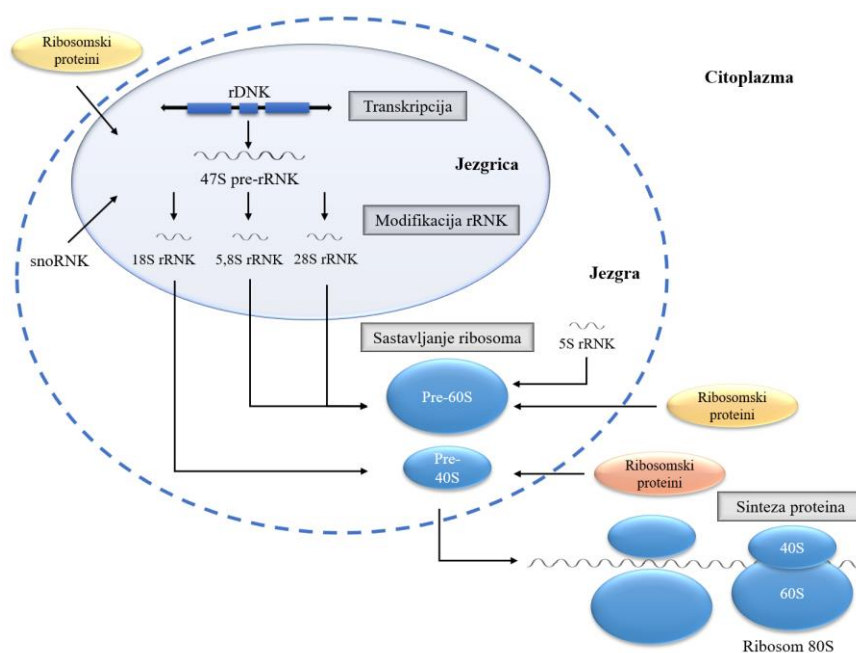 Ribosomski
proteini
Citoplazma
rDNK
Transkripcija
Jezgrica
47S pre-rRNK
Modifikacija rRNK
snoRNK
18S rRNK
5,8S rRNK
28S rRNK
Jezgra
Sastavljanje ribosoma
5S rRNK
Pre-60S
Ribosomski
proteini
Pre-
40S
Ribosomski
proteini
Sinteza proteina
40S
60S
Ribosom 80S